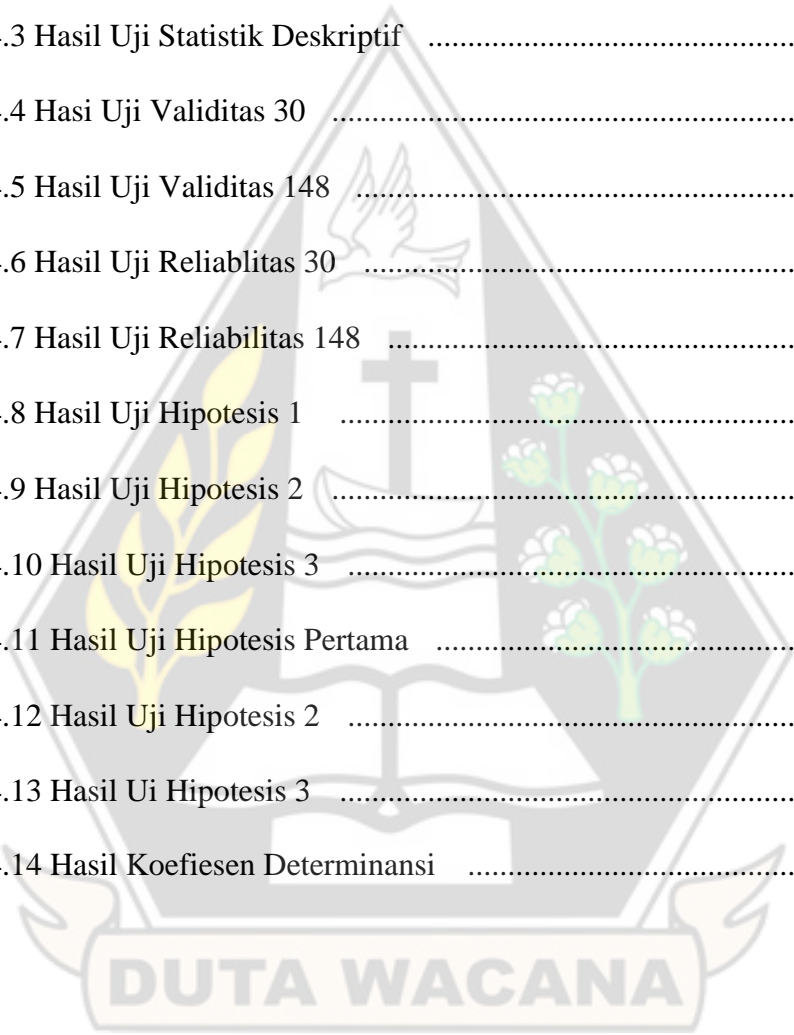 .3 Hasil Uji Statistik Deskriptif ..........................................
.4 Hasi Uji Validitas 30 ....................................................
.5 Hasil Uji Validitas 148 .................................................
.6 Hasil Uji Reliablitas 30 ................................................
.7 Hasil Uji Reliabilitas 148 .............................................
.8 Hasil Uji Hipotesis 1 ...................................................
.9 Hasil Uji Hipotesis 2 ....................................................
.10 Hasil Uji Hipotesis 3 ..................................................
.11 Hasil Uji Hipotesis Pertama ........................................
.12 Hasil Uji Hipotesis 2 ..................................................
.13 Hasil Ui Hipotesis 3 ...................................................
.14 Hasil Koefiesen Determinansi .....................................
DUTA WACANA